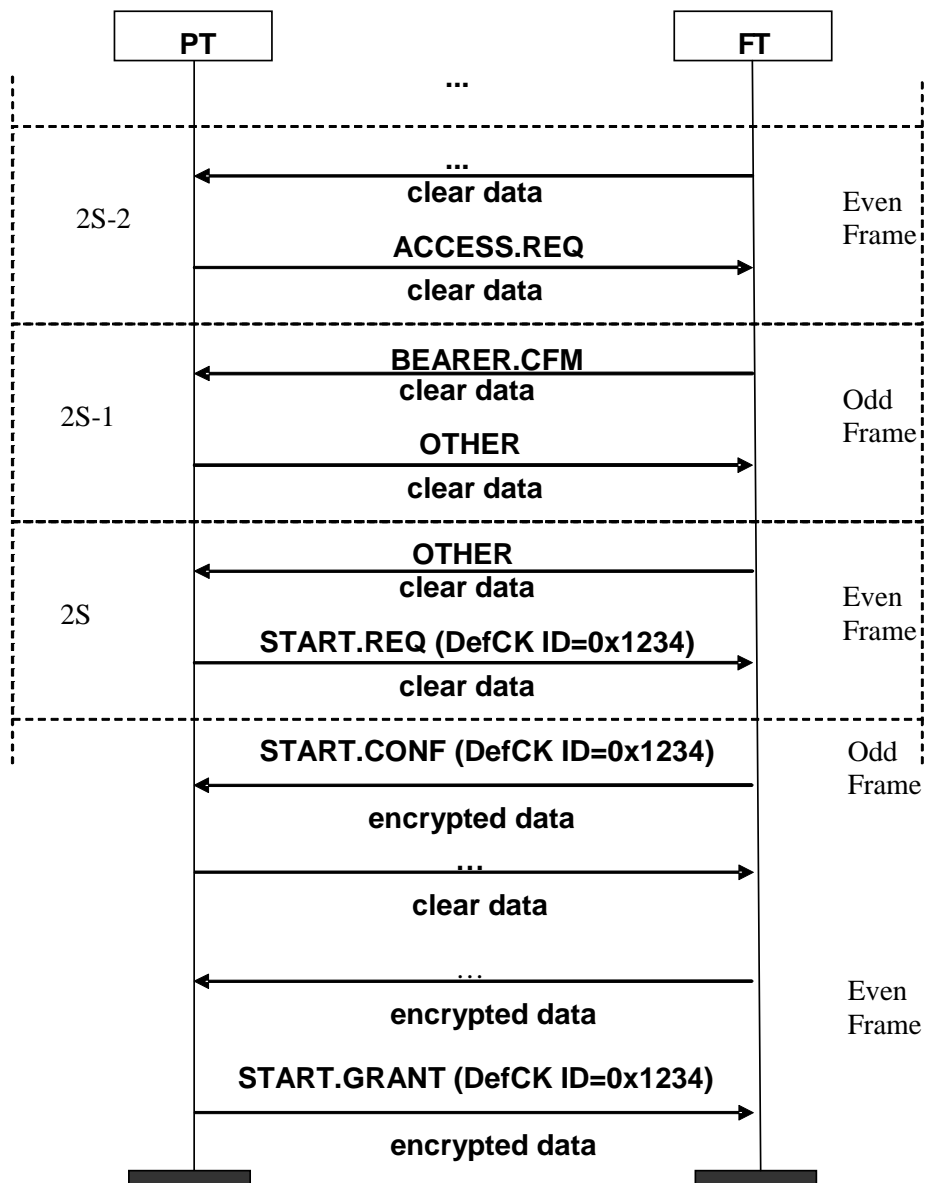 PT
FT
...
...
clear data
2S-2
Even
Frame
ACCESS.REQ
clear data
BEARER.CFM
clear data
2S-1
Odd
Frame
OTHER
clear data
OTHER
clear data
2S
Even
Frame
START.REQ (DefCK ID=0x1234)
clear data
START.CONF (DefCK ID=0x1234)
Odd
Frame
encrypted data
...
clear data
...
encrypted data
Even
Frame
START.GRANT (DefCK ID=0x1234)
encrypted data